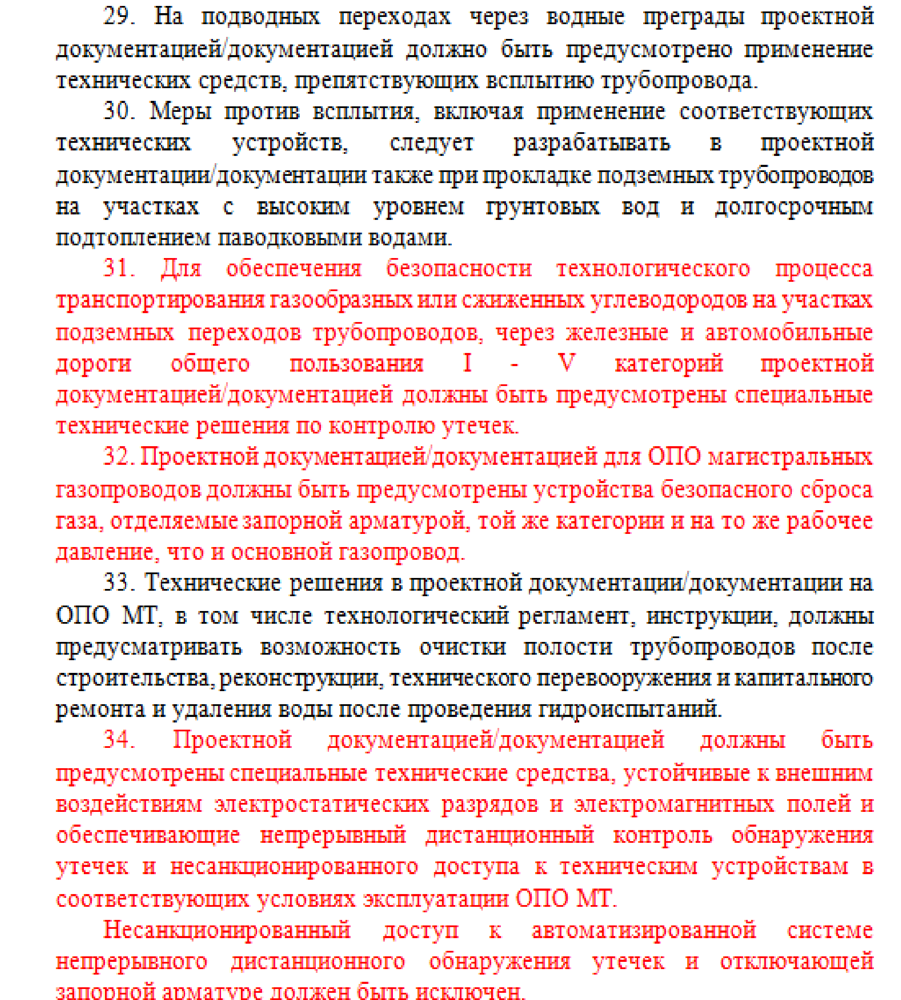 29. На подводных переходах через водные преграды проектной
документацией/документацией должно быть предусмотрено применение
технических средств, препятствующих всплытию трубопровода.
30. Меры против всплытия, включая применение соответствующих
технических устройств, следует разрабатывать в проектной
документации/документации также при прокладке подземных трубопроводов
на участках с высоким уровнем грунтовых вод и долгосрочным
подтоплением паводковыми водами.
31. Для обеспечения безопасности технологического процесса
транспортирования газообразных или сжиженных углеводородов на участках
подземных переходов трубопроводов, через железные и автомобильные
дороги общего пользования I - V категорий проектной
документацией/документацией должны быть предусмотрены специальные
технические решения по контролю утечек.
32. Проектной документацией/документацией для ОПО магистральных
газопроводов должны быть предусмотрены устройства безопасного сброса
газа, отделяемые запорной арматурой, той же категории и на то же рабочее
давление, что и основной газопровод.
33. Технические решения в проектной документации/документации на
ОПО МТ, в том числе технологический регламент, инструкции, должны
предусматривать возможность очистки полости трубопроводов после
строительства, реконструкции, технического перевооружения и капитального
ремонта и удаления воды после проведения гидроиспытаний.
34. Проектной документацией/документацией должны быть
предусмотрены специальные технические средства, устойчивые к внешним
воздействиям электростатических разрядов и электромагнитных полей и
обеспечивающие непрерывный дистанционный контроль обнаружения
утечек и несанкционированного доступа к техническим устройствам в
соответствующих условиях эксплуатации ОПО МТ.
Несанкционированный доступ к автоматизированной системе
непрерывного дистанционного обнаружения утечек и отключающей
запорной арматуре должен быть исключен.